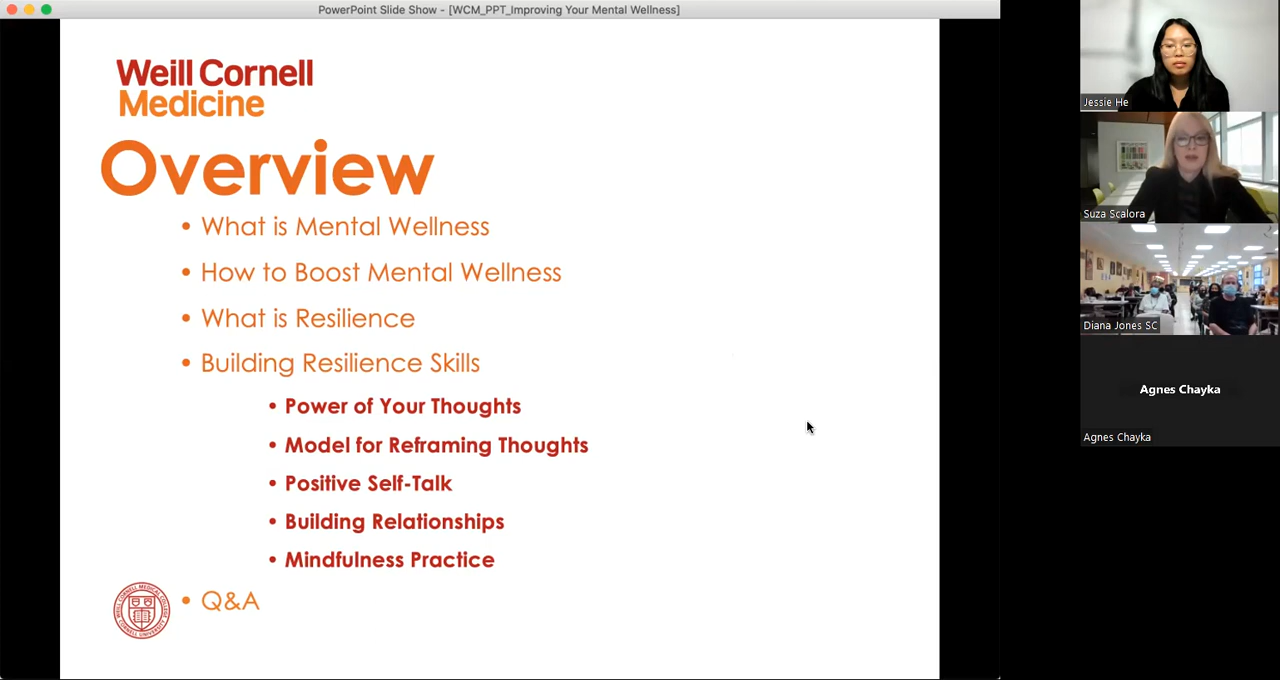 PowerPoint Slide Show - [WCM_PPT_Improving Your Mental Wellness]
Weill Cornell
Medicine
Overview
• What is Mental Wellness
• How to Boost Mental Wellness
• What is Resilience
• Building Resilience Skills
• Power of Your Thoughts
• Model for Reframing Thoughts
• Positive Self-Talk
• Building Relationships
• Mindfulness Practice
• Q&A
Jessie He
Suza Scalora
Diana Jones SC
Agnes Chayka
Agnes Chayka